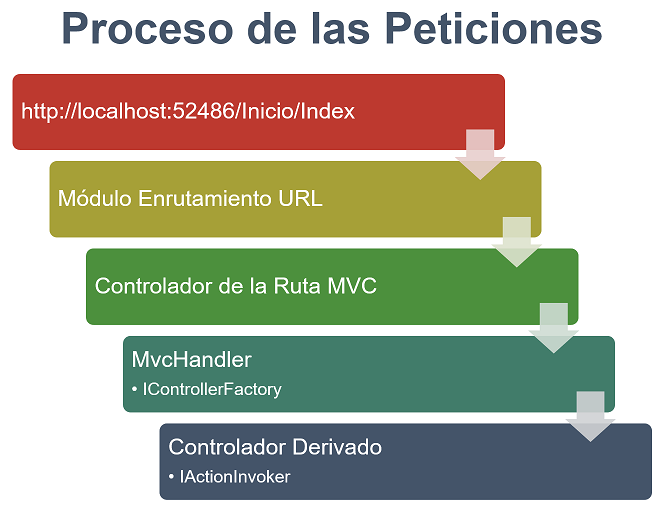 Proceso de las Peticiones
http://localhost:52486/Inicio/Index
Módulo Enrutamiento URL
Controlador de la Ruta MVC
MvcHandler
• IControllerFactory
Controlador Derivado
• IActionInvoker